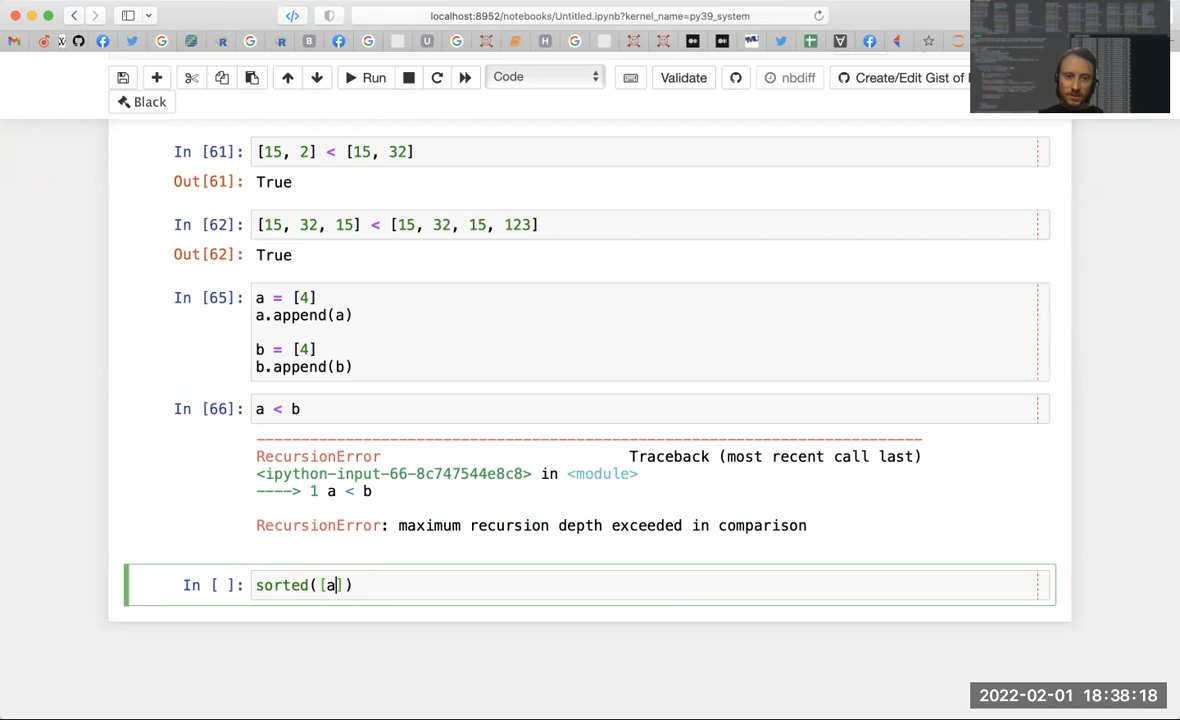 localhost:8952/notebooks/Untitled.ipynb?kernel_name=py39_system
Run
Code
Validate
nbdiff
Create/Edit Gist of
Black
In [61]: [15, 2] < [15, 32]
Out[61]: True
In [62]: [15, 32, 15] < [15, 32, 15, 123]
Out[62]: True
In [65]: a = [4]
a.append(a)
b = [4]
b.append(b)
In [66]: a < b
RecursionError Traceback (most recent call last)
<ipython-input-66-8c747544e8c8> in <module>
----> 1 a < b
RecursionError: maximum recursion depth exceeded in comparison
In [ ]: sorted([a])
2022-02-01 18:38:18